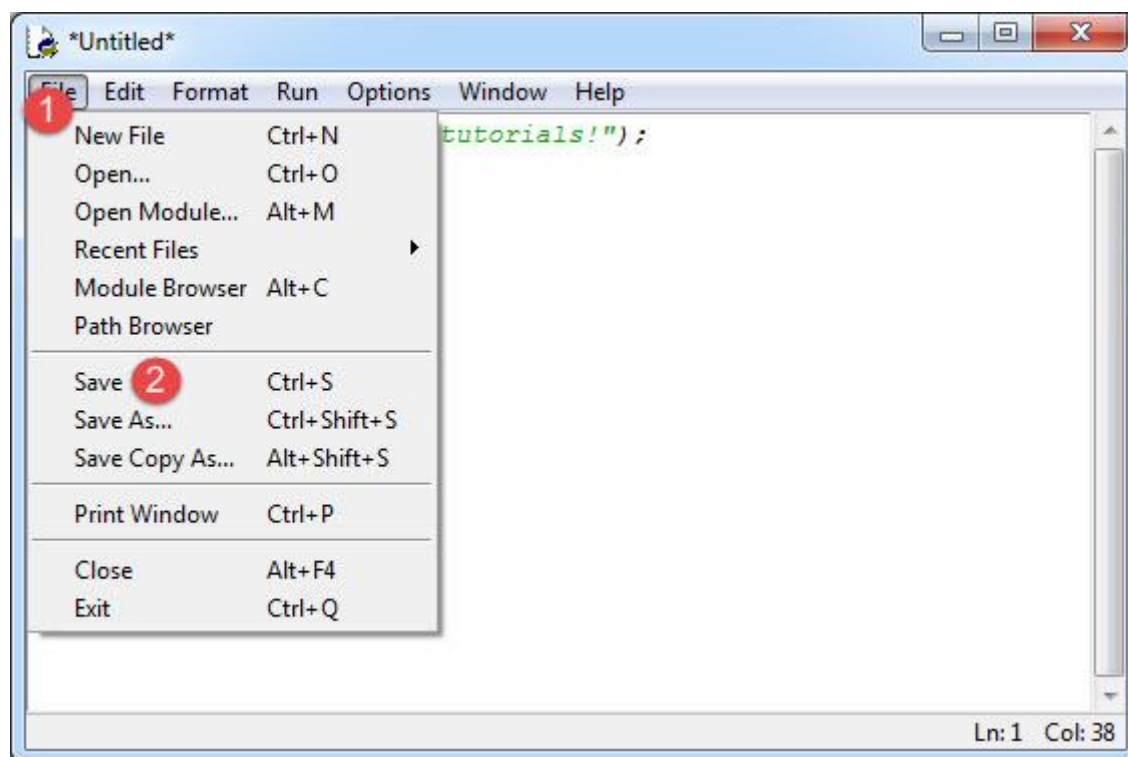 *Untitled*
File Edit Format Run Options Window Help
1
tutorials!");
New File Ctrl+N
Open... Ctrl+O
Open Module... Alt+M
Recent Files
Module Browser Alt+C
Path Browser
Save 2 Ctrl+S
Save As... Ctrl+Shift+S
Save Copy As... Alt+Shift+S
Print Window Ctrl+P
Close Alt+F4
Exit Ctrl+Q
Ln: 1 Col: 38